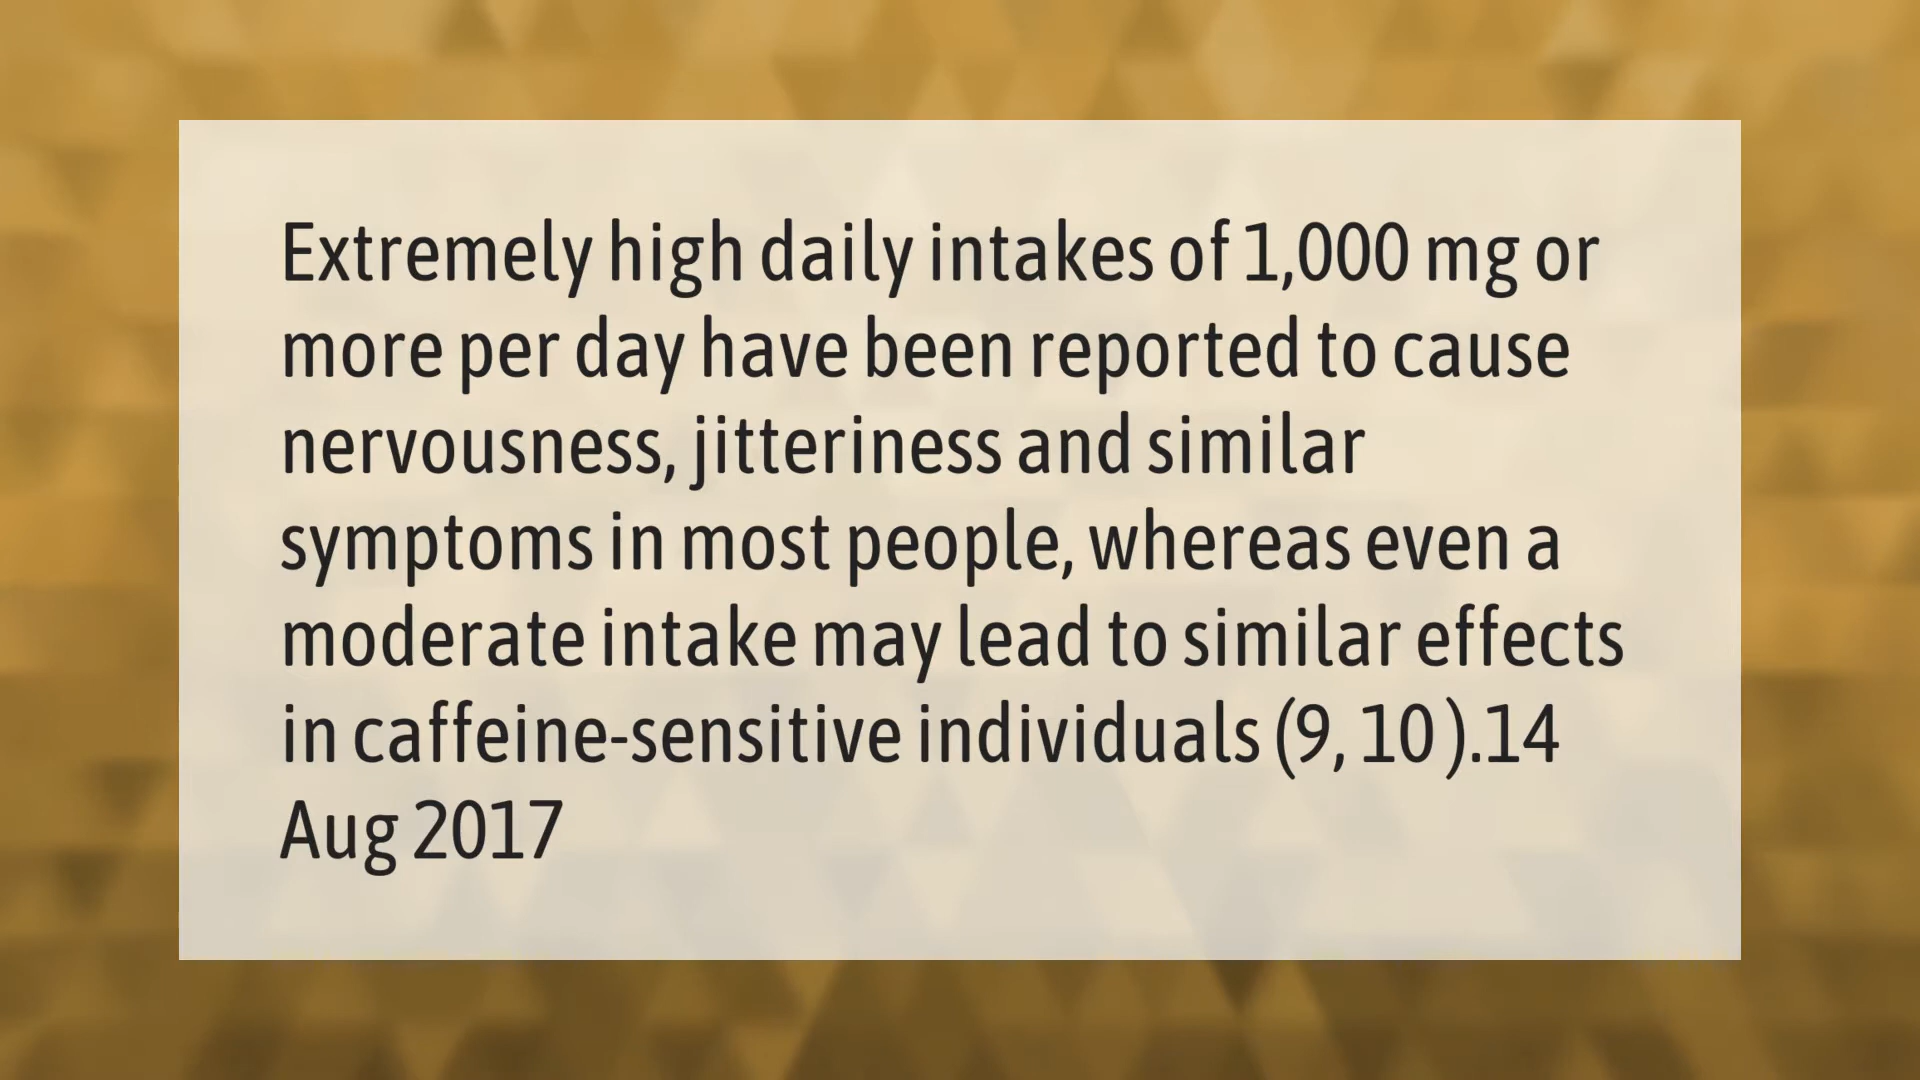 Extremely high daily intakes of 1,000 mg or
more per day have been reported to cause
nervousness, jitteriness and similar
symptoms in most people, whereas even a
moderate intake may lead to similar effects
in caffeine-sensitive individuals (9, 10 ).14
Aug 2017